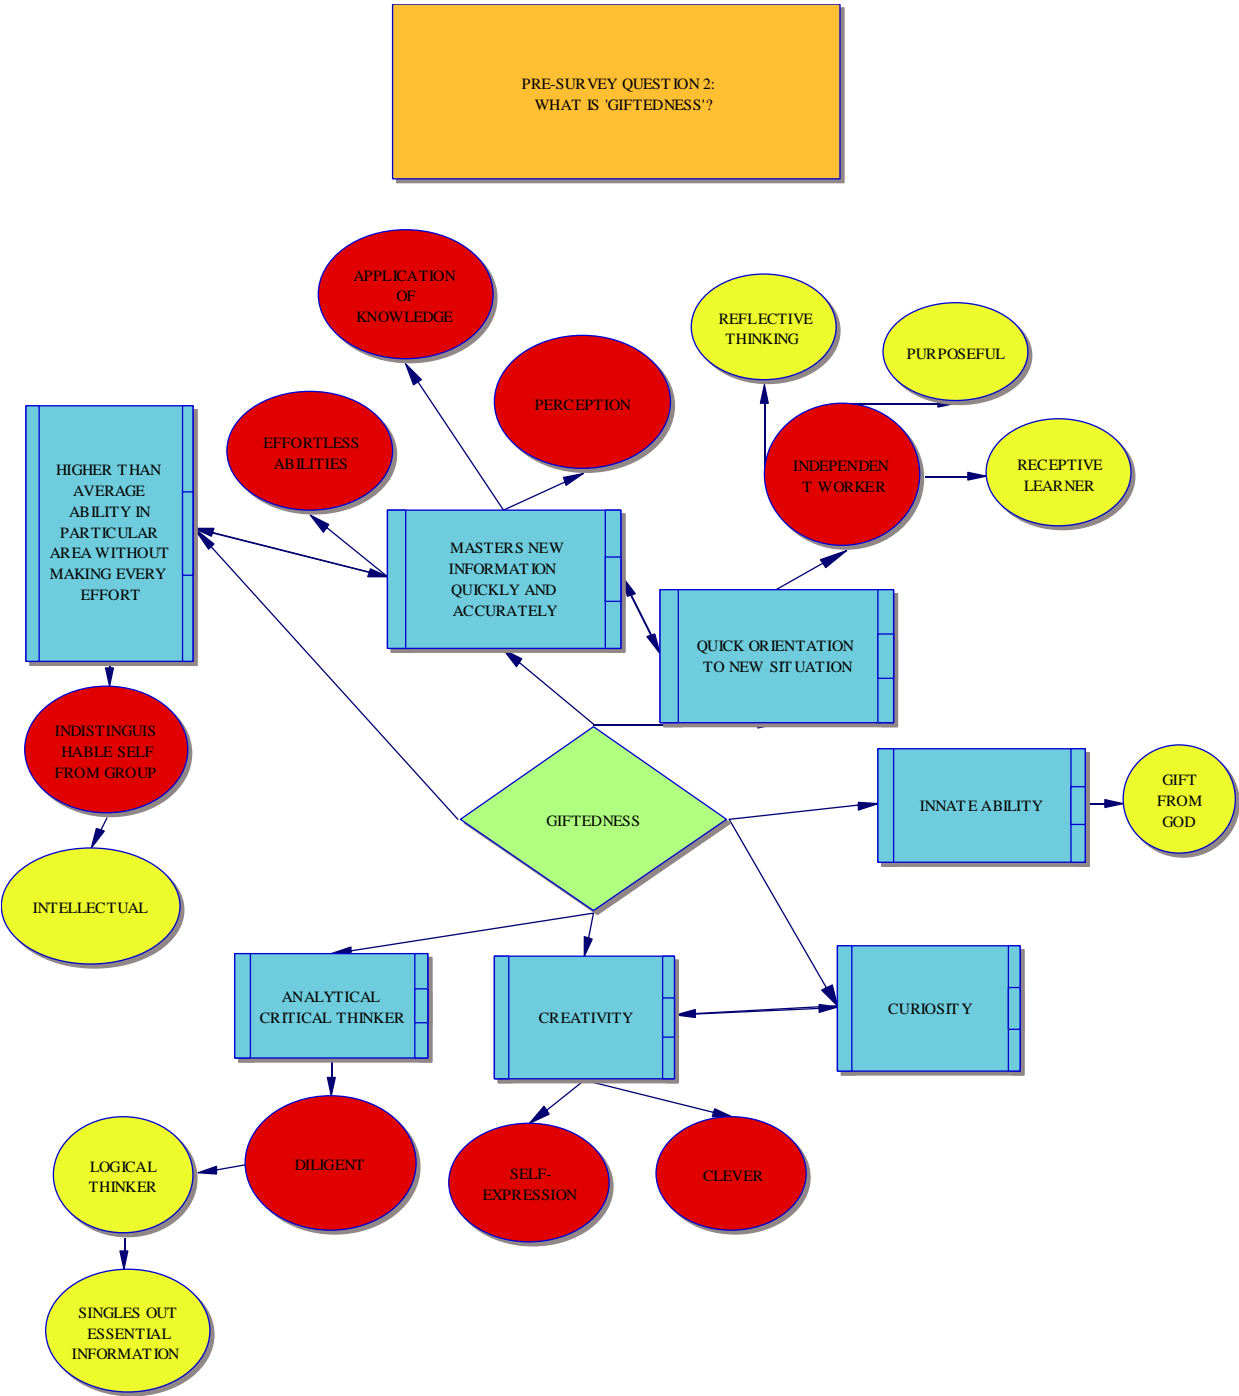 PRE-SURVEY QUESTION 2:
WHAT IS 'GIFTEDNESS'?
APPLICATION
OF
KNOWLEDGE
REFLECTIVE
THINKING
PURPOSEFUL
PERCEPTION
EFFORTLESS
ABILITIES
INDEPENDEN
T WORKER
RECEPTIVE
LEARNER
HIGHER THAN
AVERAGE
ABILITY IN
PARTICULAR
AREA WITHOUT
MAKING EVERY
EFFORT
MASTERS NEW
INFORMATION
QUICKLY AND
ACCURATELY
QUICK ORIENTATION
TO NEW SITUATION
INDISTINGUIS
HABLE SELF
FROM GROUP
GIFTEDNESS
INNATE ABILITY
GIFT
FROM
GOD
INTELLECTUAL
ANALYTICAL
CRITICAL THINKER
CREATIVITY
CURIOSITY
LOGICAL
THINKER
DILIGENT
SELF-
EXPRESSION
CLEVER
SINGLES OUT
ESSENTIAL
INFORMATION